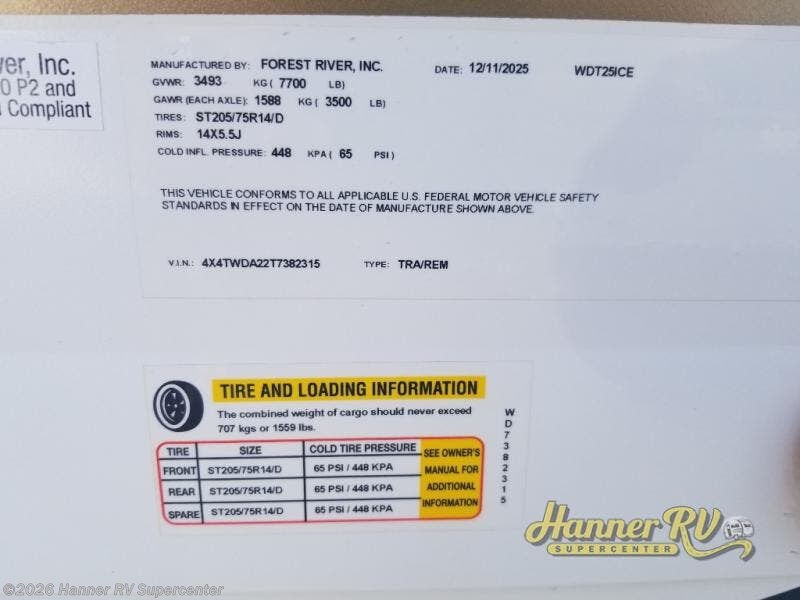 ver, Inc.
0 P2 and
Compliant
MANUFACTURED BY: FOREST RIVER, INC. DATE: 12/11/2025 WDT25ICE
GVWR: 3493 KG ( 7700 LB)
GAWR (EACH AXLE): 1588 KG ( 3500 LB)
TIRES: ST205/75R14/D
RIMS: 14X5.5J
COLD INFL. PRESSURE: 448 KPA ( 65 PSI )
THIS VEHICLE CONFORMS TO ALL APPLICABLE U.S. FEDERAL MOTOR VEHICLE SAFETY
STANDARDS IN EFFECT ON THE DATE OF MANUFACTURE SHOWN ABOVE.
V.I.N.: 4X4TWDA22T7382315 TYPE: TRA/REM
TIRE AND LOADING INFORMATION
The combined weight of cargo should never exceed
707 kgs or 1559 lbs.
TIRE SIZE COLD TIRE PRESSURE
FRONT ST205/75R14/D 65 PSI / 448 KPA
REAR ST205/75R14/D 65 PSI / 448 KPA
SPARE ST205/75R14/D 65 PSI / 448 KPA
SEE OWNER'S
MANUAL FOR
ADDITIONAL
INFORMATION
WD7382315
Hanner RV
SUPERCENTER
©2026 Hanner RV Supercenter